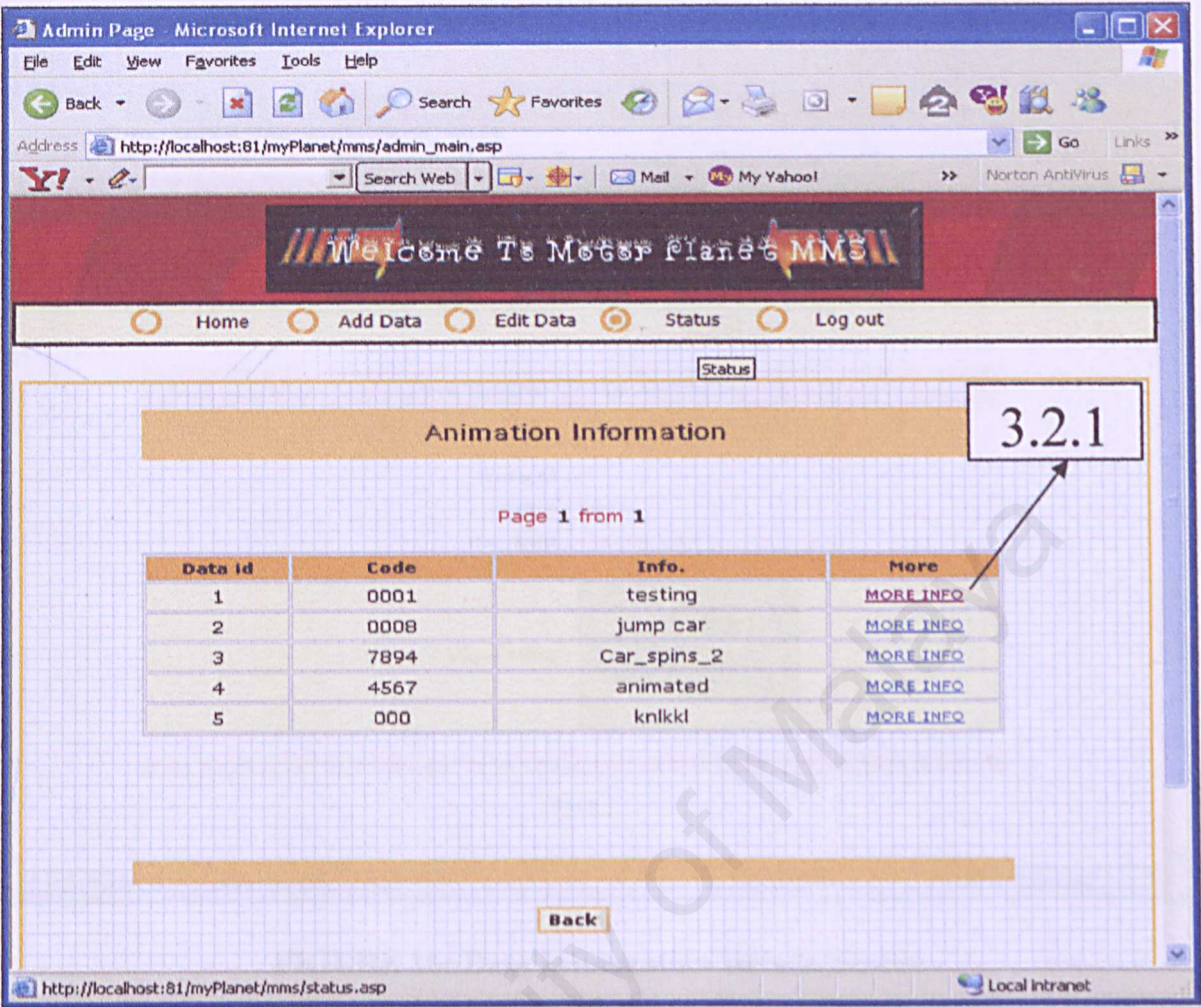 Admin Page - Microsoft Internet Explorer
File Edit View Favorites Tools Help
Back Search Favorites
Address http://localhost:81/myPlanet/mms/admin_main.asp Go Links »
Y! Search Web Mail My My Yahoo! » Norton AntiVirus
Welcome To Motor Planet MMS
Home Add Data Edit Data Status Log out
Status
Animation Information
3.2.1
Page 1 from 1
Data id Code Info. More
1 0001 testing MORE INFO
2 0008 jump car MORE INFO
3 7894 Car_spins_2 MORE INFO
4 4567 animated MORE INFO
5 000 knlkkl MORE INFO
Back
http://localhost:81/myPlanet/mms/status.asp Local intranet
ity of Malaya